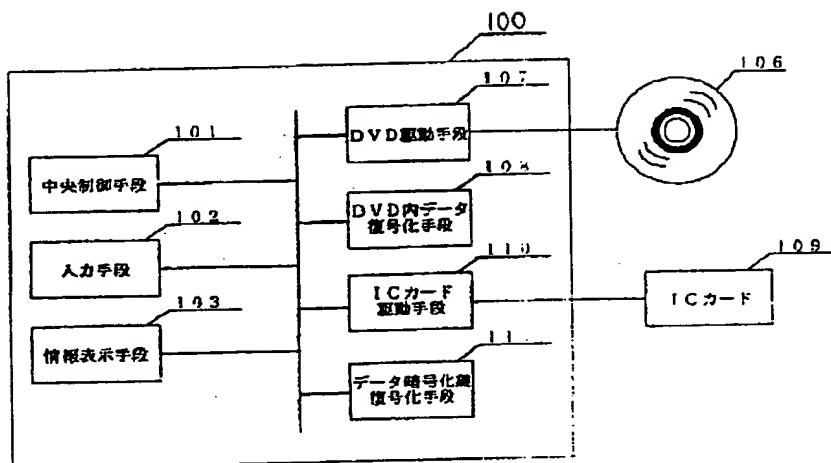 100
101
中央制御手段
102
入力手段
103
情報表示手段
107
DVD駆動手段
108
DVD内データ
復号化手段
110
ICカード
駆動手段
11
データ暗号化鍵
復号化手段
106
109
ICカード